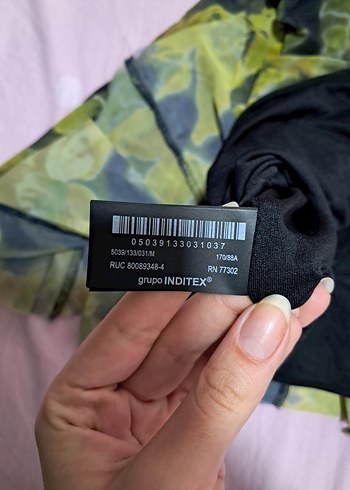 05039133031037
5039/133/031/M 170/88A
RUC 80089348-4 RN 77302
grupo INDITEX®